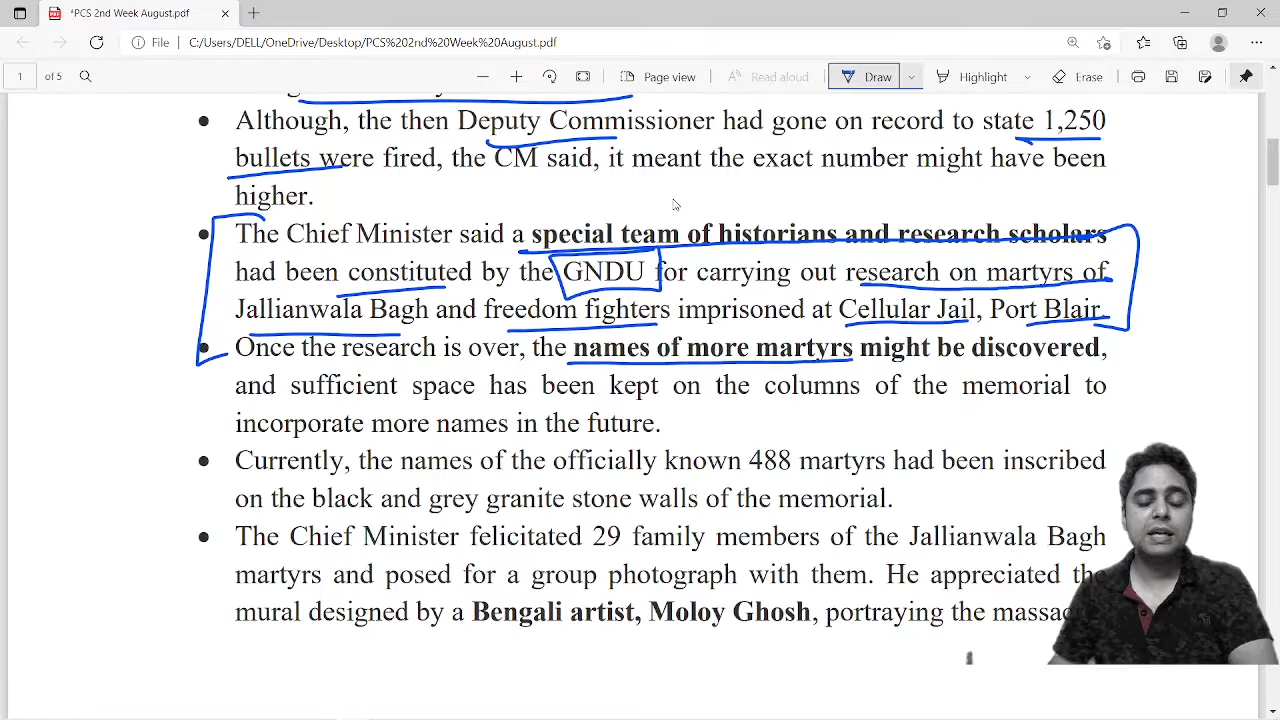 *PCS 2nd Week August.pdf
File C:/Users/DELL/OneDrive/Desktop/PCS%202nd%20Week%20August.pdf
1 of 5 Page view Read aloud Draw Highlight Erase
Although, the then Deputy Commissioner had gone on record to state 1,250
bullets were fired, the CM said, it meant the exact number might have been
higher.
The Chief Minister said a special team of historians and research scholars
had been constituted by the GNDU for carrying out research on martyrs of
Jallianwala Bagh and freedom fighters imprisoned at Cellular Jail, Port Blair.
Once the research is over, the names of more martyrs might be discovered,
and sufficient space has been kept on the columns of the memorial to
incorporate more names in the future.
Currently, the names of the officially known 488 martyrs had been inscribed
on the black and grey granite stone walls of the memorial.
The Chief Minister felicitated 29 family members of the Jallianwala Bagh
martyrs and posed for a group photograph with them. He appreciated the
mural designed by a Bengali artist, Moloy Ghosh, portraying the